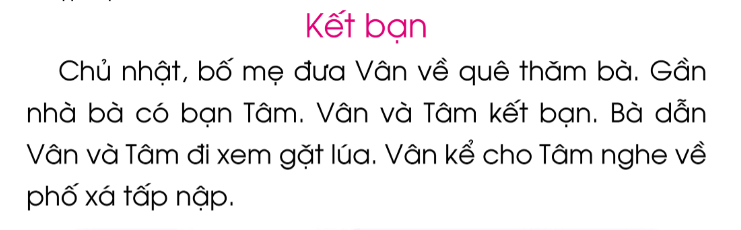 Kết bạn
Chủ nhật, bố mẹ đưa Vân về quê thăm bà. Gần
nhà bà có bạn Tâm. Vân và Tâm kết bạn. Bà dẫn
Vân và Tâm đi xem gặt lúa. Vân kể cho Tâm nghe về
phố xá tấp nập.